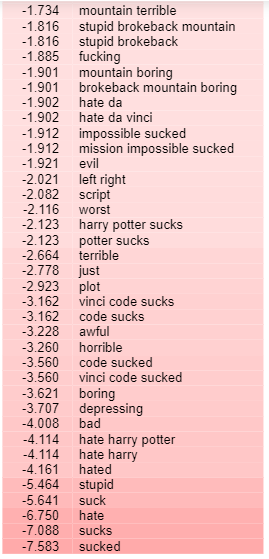 -1.734 mountain terrible
-1.816 stupid brokeback mountain
-1.816 stupid brokeback
-1.885 fucking
-1.901 mountain boring
-1.901 brokeback mountain boring
-1.902 hate da
-1.902 hate da vinci
-1.912 impossible sucked
-1.912 mission impossible sucked
-1.921 evil
-2.021 left right
-2.082 script
-2.116 worst
-2.123 harry potter sucks
-2.123 potter sucks
-2.664 terrible
-2.778 just
-2.923 plot
-3.162 vinci code sucks
-3.162 code sucks
-3.228 awful
-3.260 horrible
-3.560 code sucked
-3.560 vinci code sucked
-3.621 boring
-3.707 depressing
-4.008 bad
-4.114 hate harry potter
-4.114 hate harry
-4.161 hated
-5.464 stupid
-5.641 suck
-6.750 hate
-7.088 sucks
-7.583 sucked